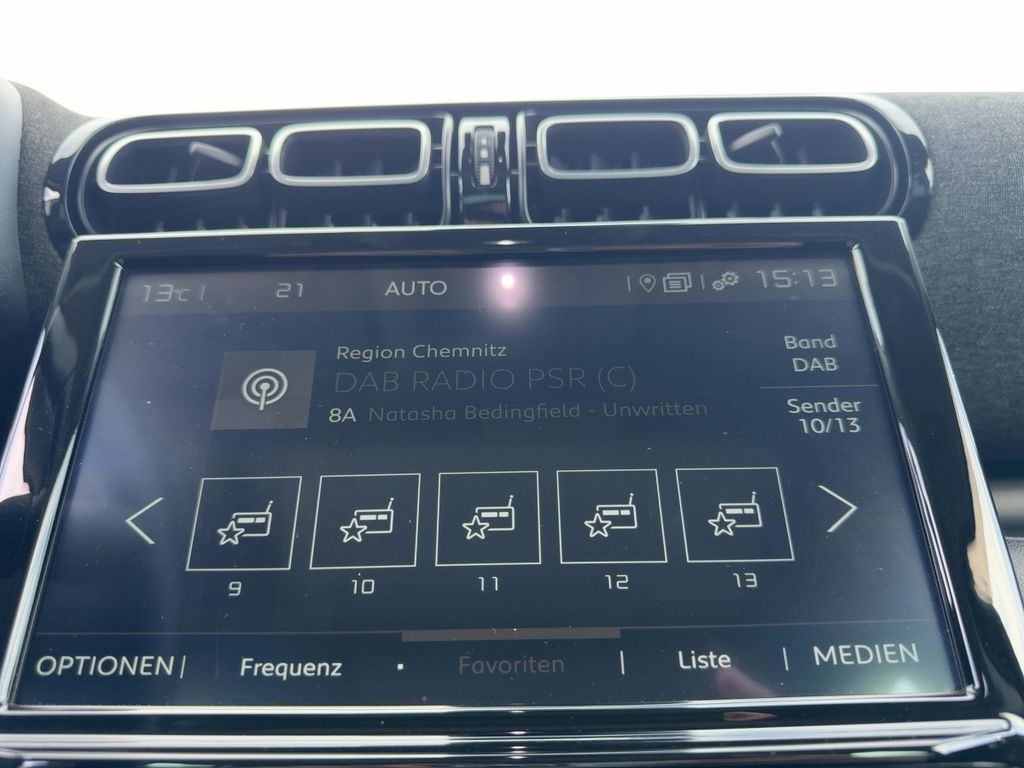 13°C 21 AUTO 15:13
Region Chemnitz
DAB RADIO PSR (C)
8A Natasha Bedingfield - Unwritten
Band
DAB
Sender
10/13
9 10 11 12 13
OPTIONEN Frequenz Favoriten Liste MEDIEN